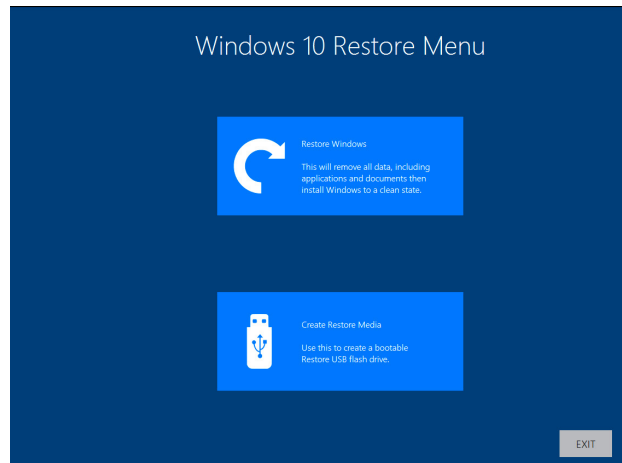 Windows 10 Restore Menu
Restore Windows
This will remove all data, including
applications and documents then
install Windows to a clean state.
Create Restore Media
Use this to create a bootable
Restore USB flash drive.
EXIT